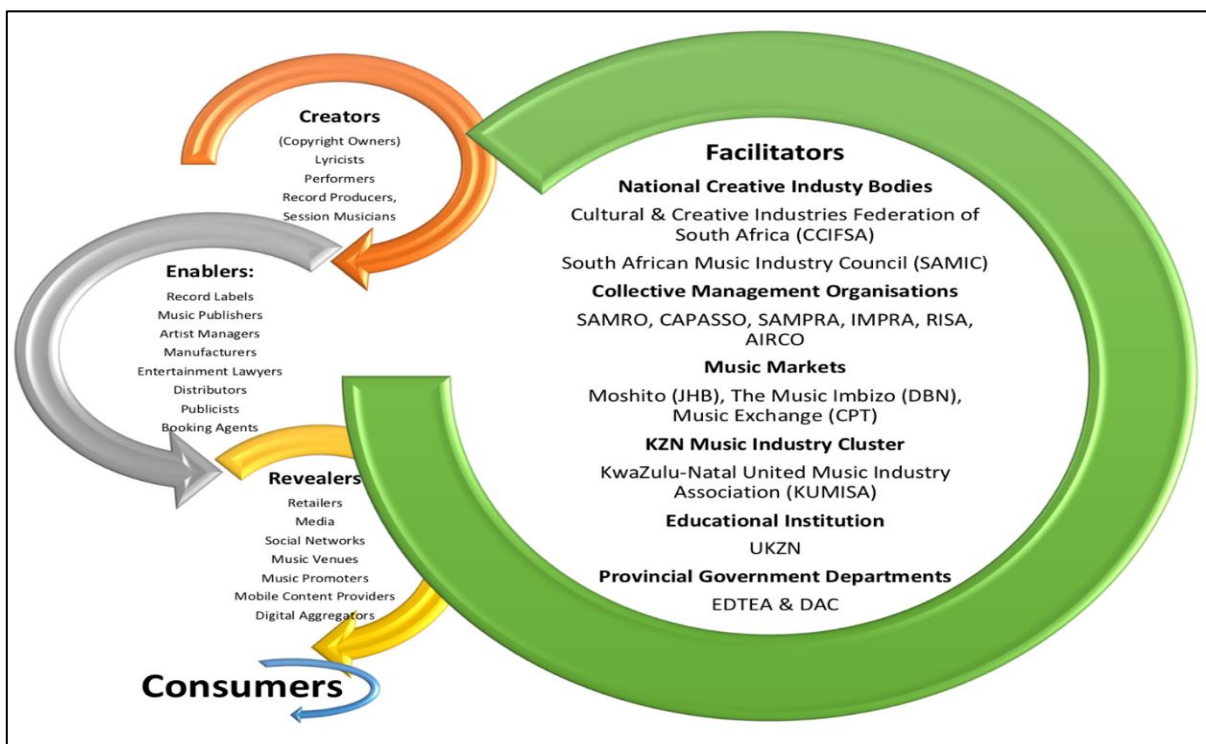 Creators
(Copyright Owners)
Lyricists
Performers
Record Producers,
Session Musicians
Enablers:
Record Labels
Music Publishers
Artist Managers
Manufacturers
Entertainment Lawyers
Distributors
Publicists
Booking Agents
Revealers
Retailers
Media
Social Networks
Music Venues
Music Promoters
Mobile Content Providers
Digital Aggregators
Consumers
Facilitators
National Creative Industy Bodies
Cultural & Creative Industries Federation of
South Africa (CCIFSA)
South African Music Industry Council (SAMIC)
Collective Management Organisations
SAMRO, CAPASSO, SAMPRA, IMPRA, RISA,
AIRCO
Music Markets
Moshito (JHB), The Music Imbizo (DBN),
Music Exchange (CPT)
KZN Music Industry Cluster
KwaZulu-Natal United Music Industry
Association (KUMISA)
Educational Institution
UKZN
Provincial Government Departments
EDTEA & DAC